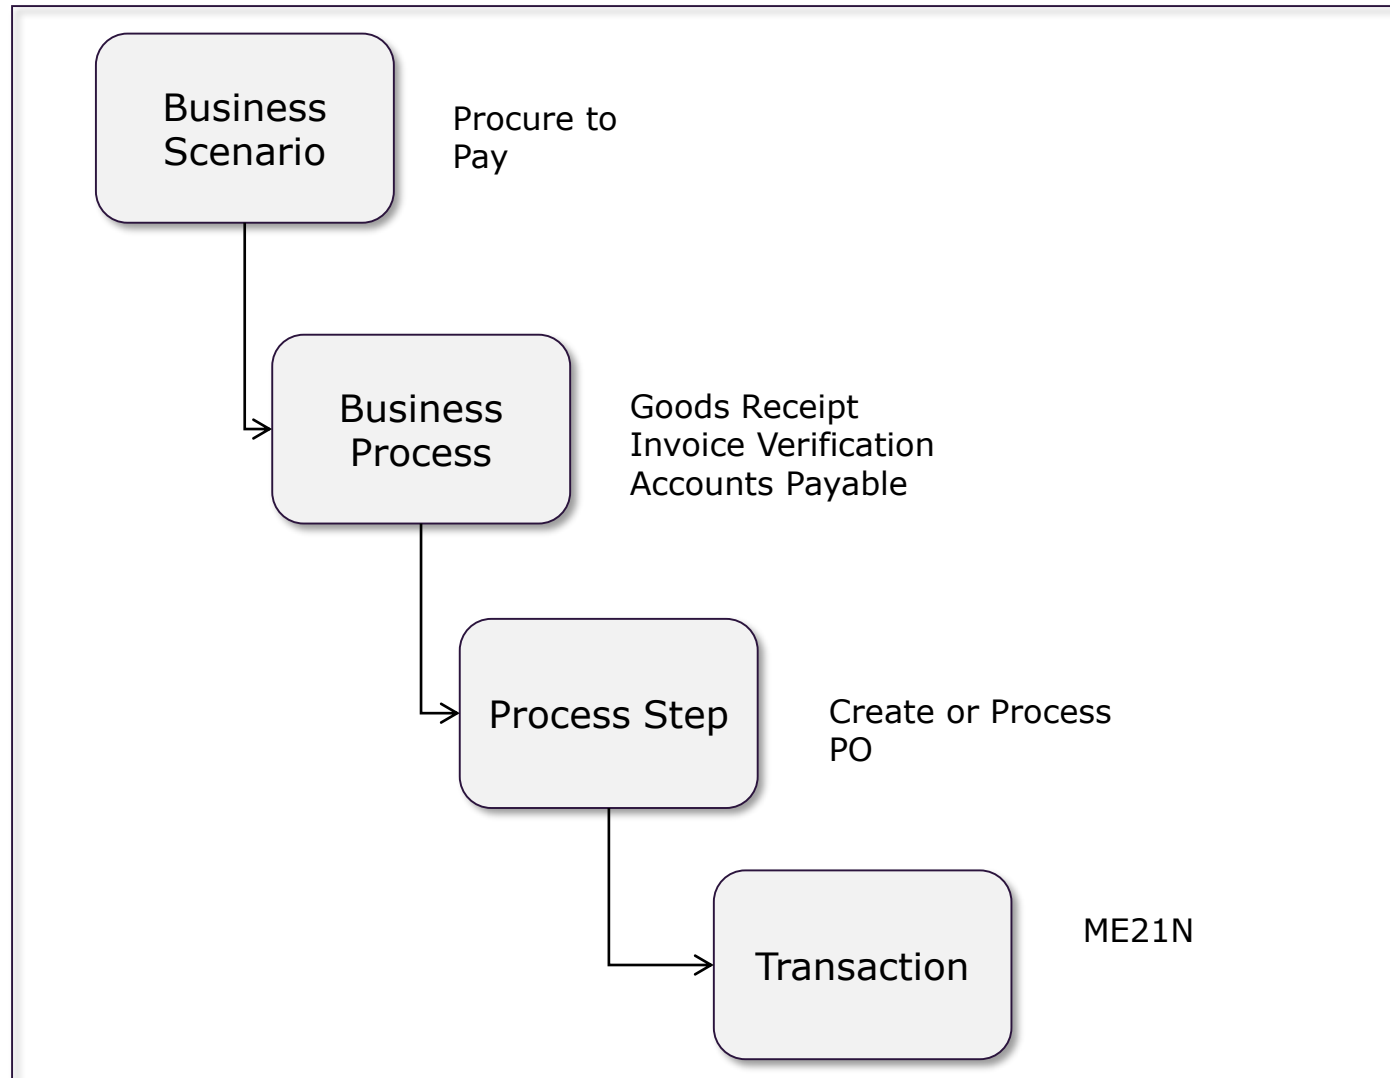 Business
Scenario
Procure to
Pay
Business
Process
Goods Receipt
Invoice Verification
Accounts Payable
Process Step
Create or Process
PO
Transaction
ME21N